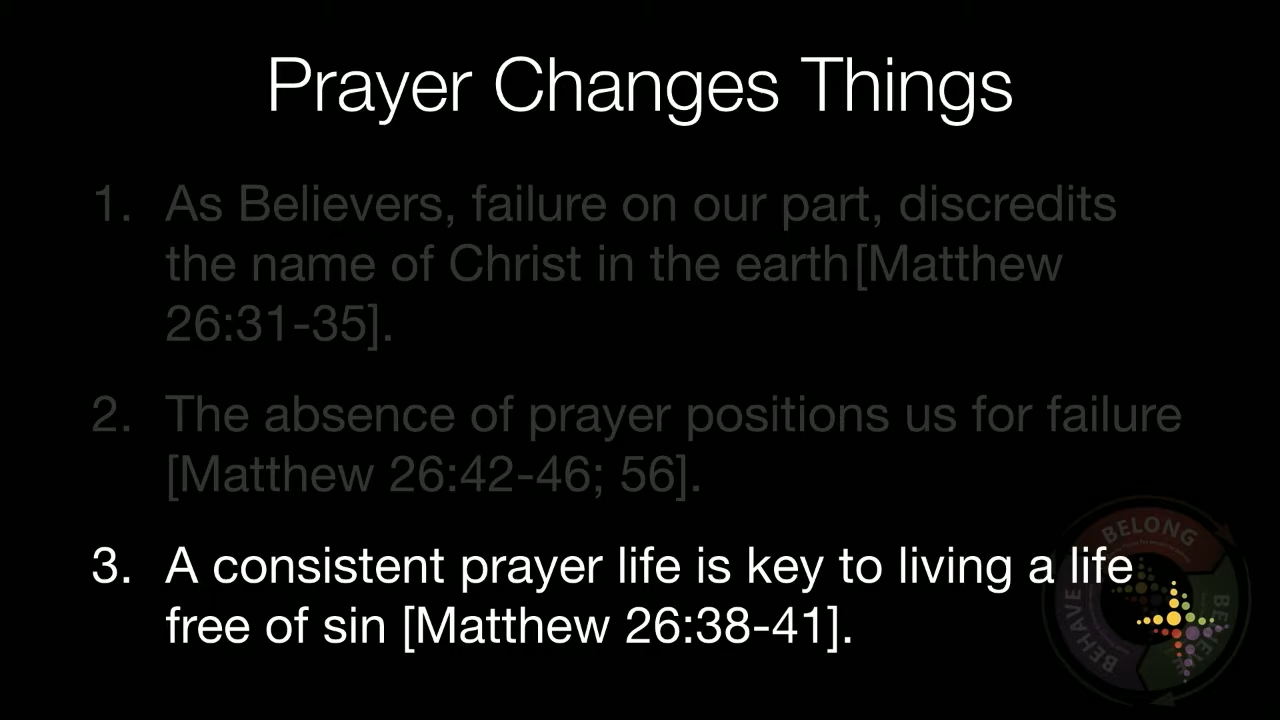 Prayer Changes Things
1. As Believers, failure on our part, discredits
the name of Christ in the earth[Matthew
26:31-35].
2. The absence of prayer positions us for failure
[Matthew 26:42-46; 56].
3. A consistent prayer life is key to living a life
free of sin [Matthew 26:38-41].
BELONG
BEHAVE